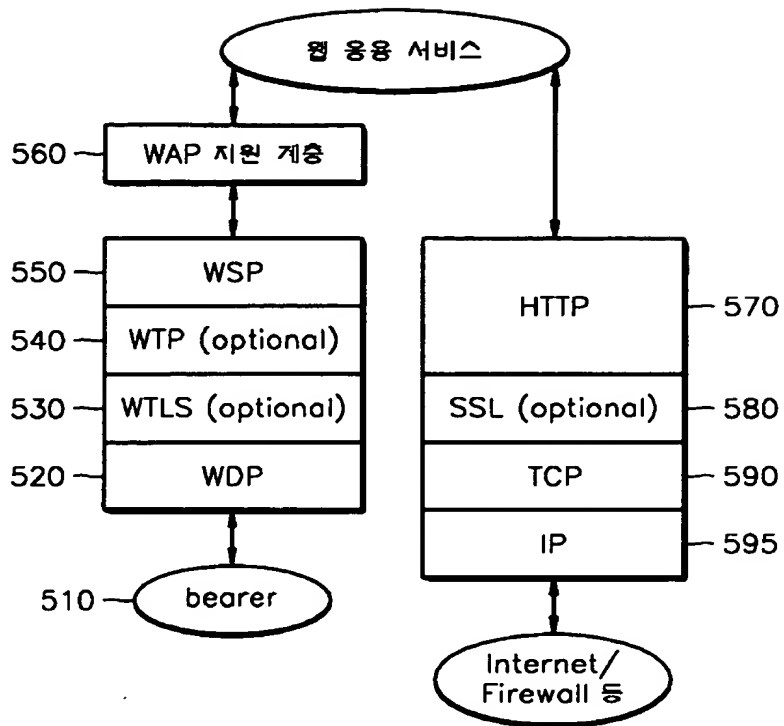 웹 응용 서비스
560
WAP 지원 계층
550
WSP
HTTP
570
540
WTP (optional)
530
WTLS (optional)
SSL (optional)
580
520
WDP
TCP
590
IP
595
510
bearer
Internet/
Firewall 등